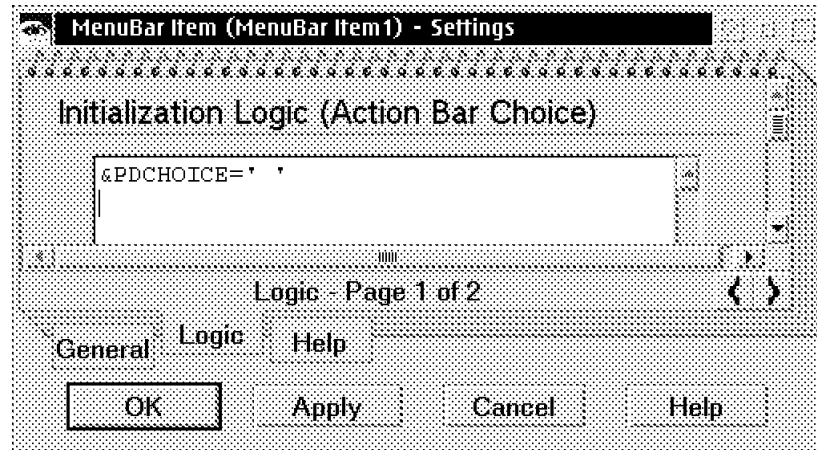 MenuBar Item (MenuBar Item1) - Settings
Initialization Logic (Action Bar Choice)
&PDCHOICE=' '
Logic - Page 1 of 2
General Logic Help
OK Apply Cancel Help